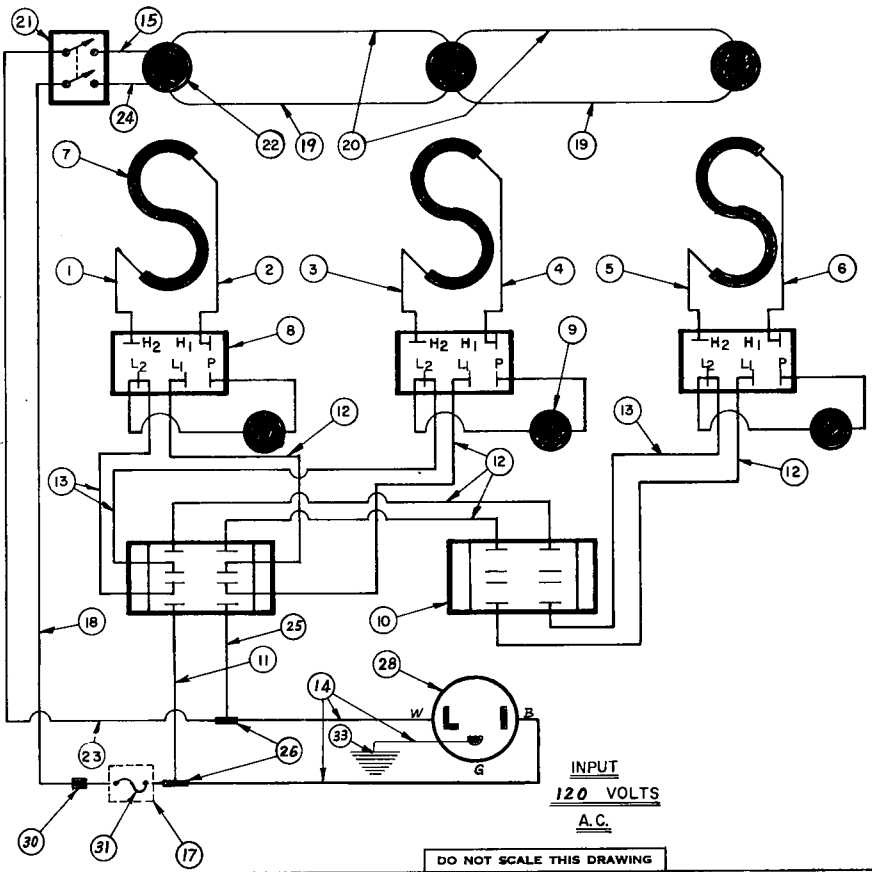 21 15
24 22 19 20 19
7
1 2 3 4 5 6
8 9
H2 H1 H2 H1 H2 H1
L2 L1 P L2 L1 P L2 L1 P
12 13
13 12 12
10
18 25
11
28
14
W B
33
23 26 G
INPUT
120 VOLTS
A.C.
30 31 17
DO NOT SCALE THIS DRAWING